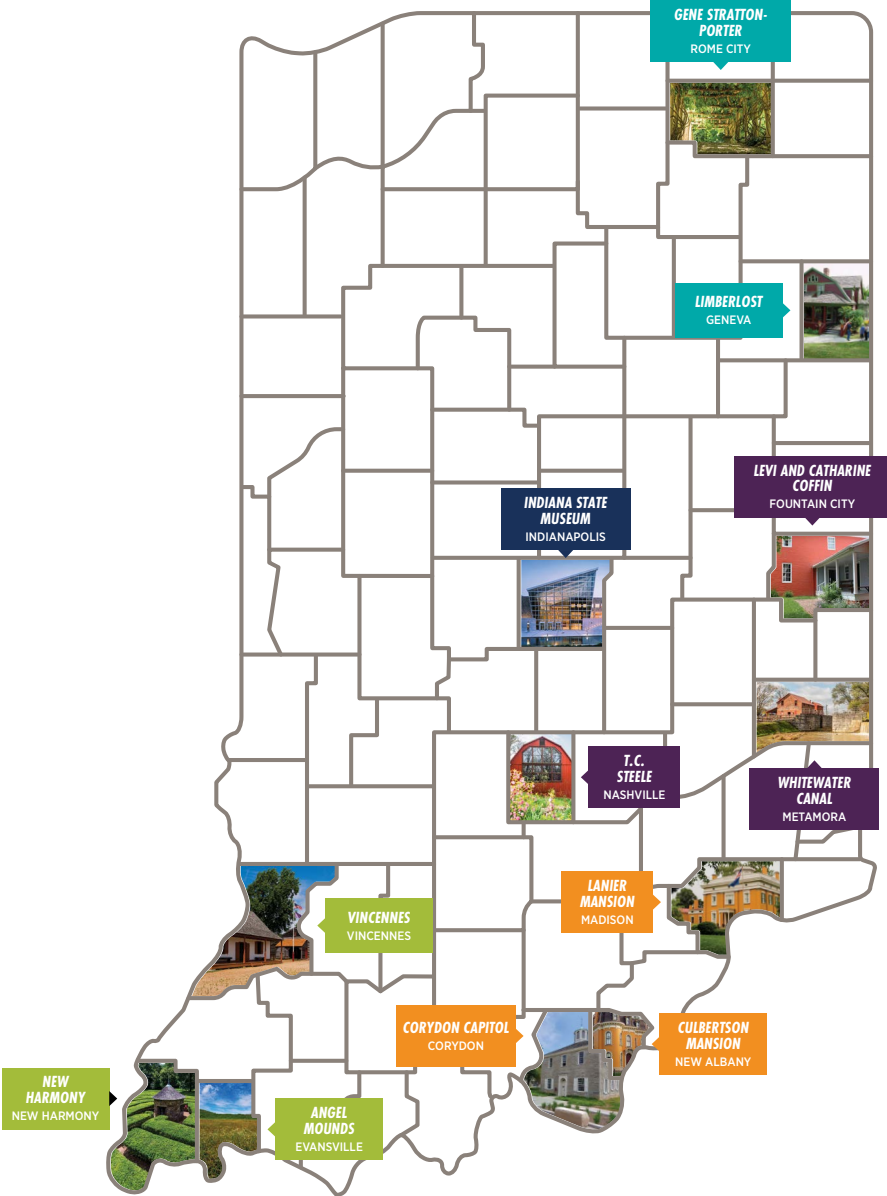 GENE STRATTON-
PORTER
ROME CITY
LIMBERLOST
GENEVA
LEVI AND CATHARINE
COFFIN
FOUNTAIN CITY
INDIANA STATE
MUSEUM
INDIANAPOLIS
T.C.
STEELE
NASHVILLE
WHITEWATER
CANAL
METAMORA
LANIER
MANSION
MADISON
VINCENNES
VINCENNES
CORYDON CAPITOL
CORYDON
CULBERTSON
MANSION
NEW ALBANY
NEW
HARMONY
NEW HARMONY
ANGEL
MOUNDS
EVANSVILLE